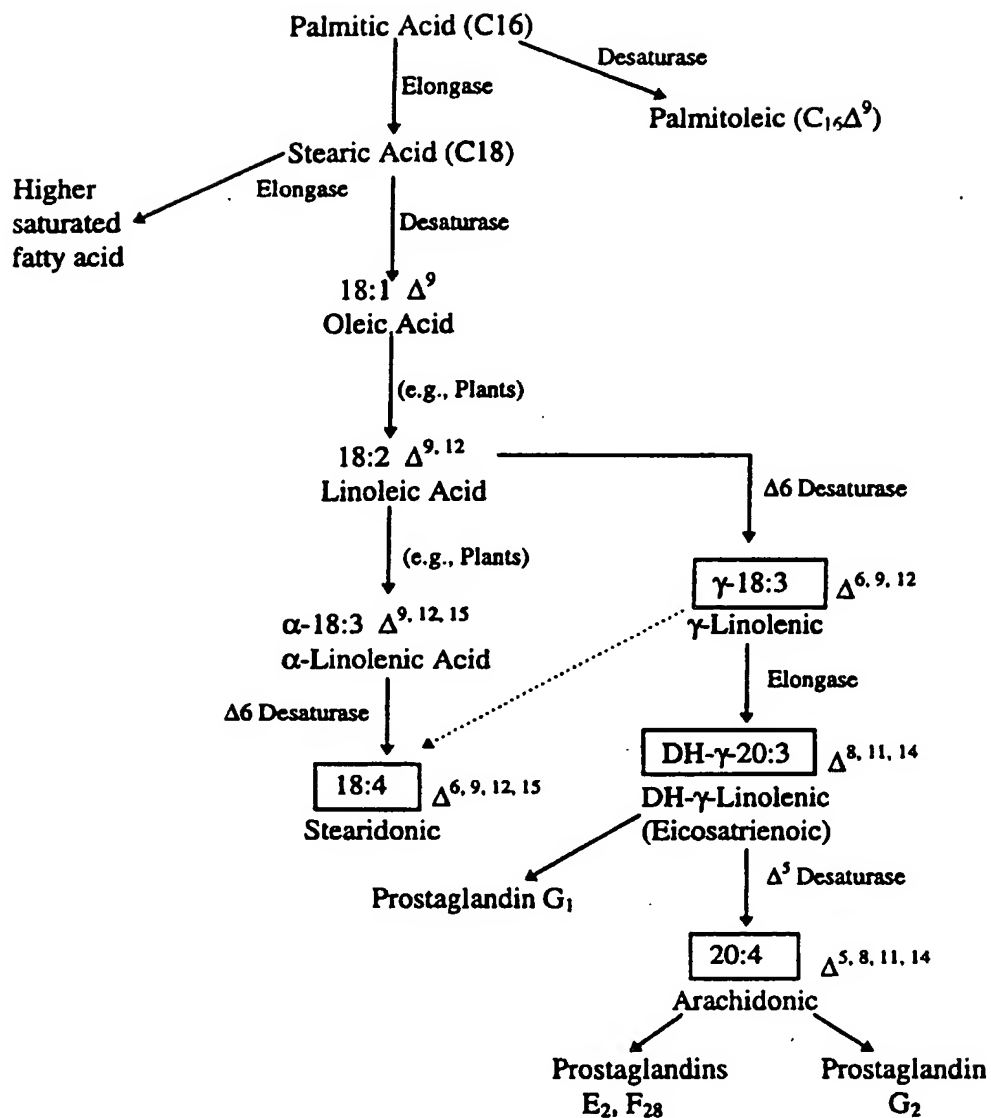 Palmitic Acid (C16)
Desaturase
Elongase
Palmitoleic (C₁₆Δ⁹)
Stearic Acid (C18)
Elongase
Higher
saturated
fatty acid
Desaturase
18:1 Δ⁹
Oleic Acid
(e.g., Plants)
18:2 Δ⁹, ¹²
Linoleic Acid
Δ6 Desaturase
(e.g., Plants)
γ-18:3 Δ⁶, ⁹, ¹²
γ-Linolenic
α-18:3 Δ⁹, ¹², ¹⁵
α-Linolenic Acid
Elongase
Δ6 Desaturase
DH-γ-20:3 Δ⁸, ¹¹, ¹⁴
DH-γ-Linolenic
(Eicosatrienoic)
18:4 Δ⁶, ⁹, ¹², ¹⁵
Stearidonic
Δ⁵ Desaturase
Prostaglandin G₁
20:4 Δ⁵, ⁸, ¹¹, ¹⁴
Arachidonic
Prostaglandins
E₂, F₂₈
Prostaglandin
G₂